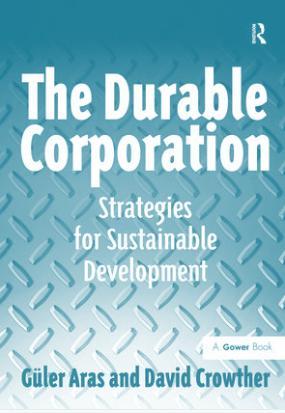 R
The Durable
Corporation
Strategies
for Sustainable
Development
A Gower Book
Güler Aras and David Crowther